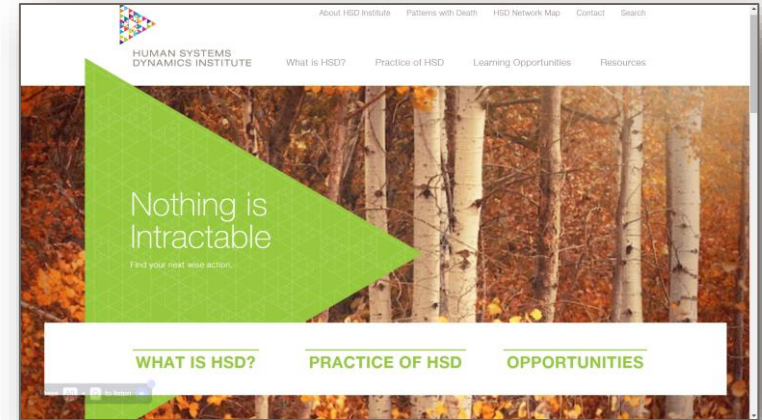 About HSD Institute Patterns with Death HSD Network Map Contact Search
HUMAN SYSTEMS
DYNAMICS INSTITUTE
What is HSD? Practice of HSD Learning Opportunities Resources
Nothing is
Intractable
Find your next wise action.
WHAT IS HSD? PRACTICE OF HSD OPPORTUNITIES
to listen